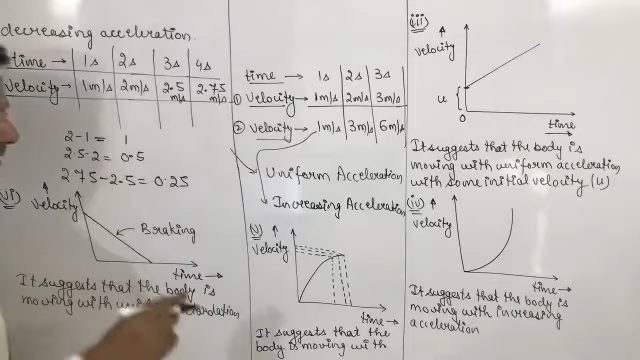 decreasing acceleration.
time → 1s 2s 3s 4s
Velocity→ 1m/s 2m/s 2.5 m/s 2.75 m/s
2-1 = 1
2.5-2 = 0.5
2.75-2.5 = 0.25
(vi)
Velocity
Braking
time →
It suggests that the body is
moving with
time → 1s 2s 3s
① Velocity → 1m/s 2m/s 3m/s
② Velocity → 1m/s 3m/s 6m/s
Uniform Acceleration
Increasing Acceleration
(v)
Velocity
time →
It suggests that the
body is moving with
(iii)
Velocity
u
0
time
It suggests that the body is
moving with uniform acceleration
with some initial velocity (u)
(iv)
Velocity
time
It suggests that the body is
moving with increasing
acceleration